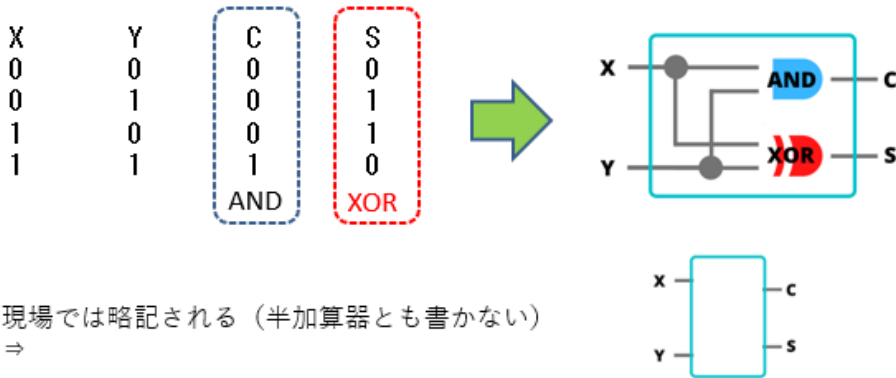 X Y C S
0 0 0 0
0 1 0 1
1 0 0 1
1 1 1 0
AND XOR
X
AND
C
Y
XOR
S
現場では略記される（半加算器とも書かない）
⇒
X
C
Y
S